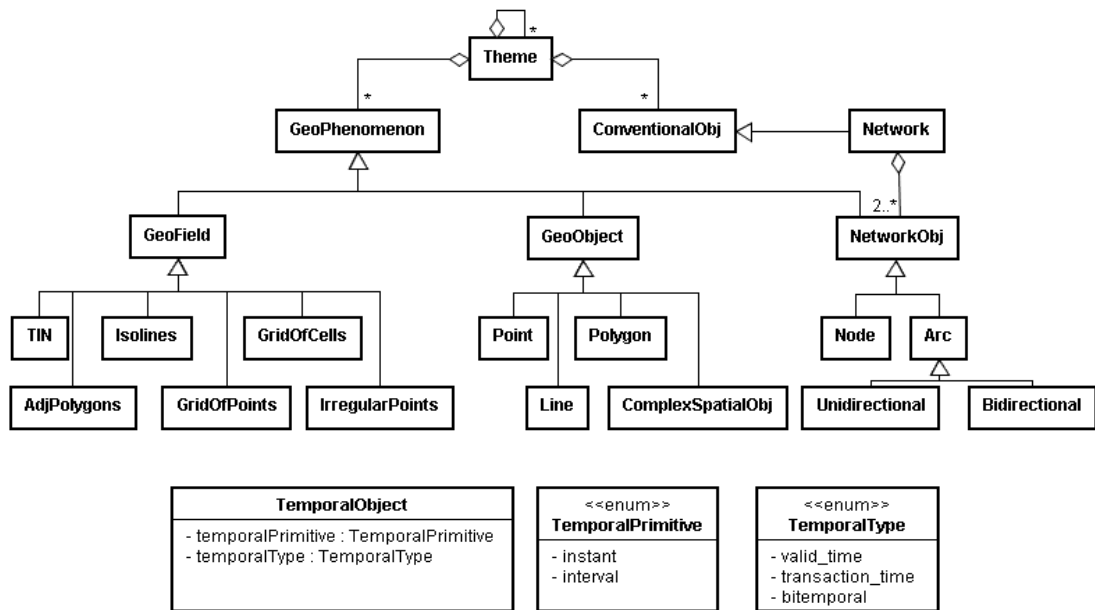 *
Theme
*
*
GeoPhenomenon
ConventionalObj
Network
2..*
GeoField
GeoObject
NetworkObj
TIN
Isolines
GridOfCells
Point
Polygon
Node
Arc
AdjPolygons
GridOfPoints
IrregularPoints
Line
ComplexSpatialObj
Unidirectional
Bidirectional
TemporalObject
- temporalPrimitive : TemporalPrimitive
- temporalType : TemporalType
<<enum>>
TemporalPrimitive
- instant
- interval
<<enum>>
TemporalType
- valid_time
- transaction_time
- bitemporal